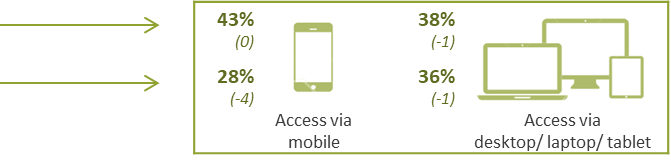 43% 38%
(0) (-1)
28% 36%
(-4) (-1)
Access via Access via
mobile desktop/ laptop/ tablet